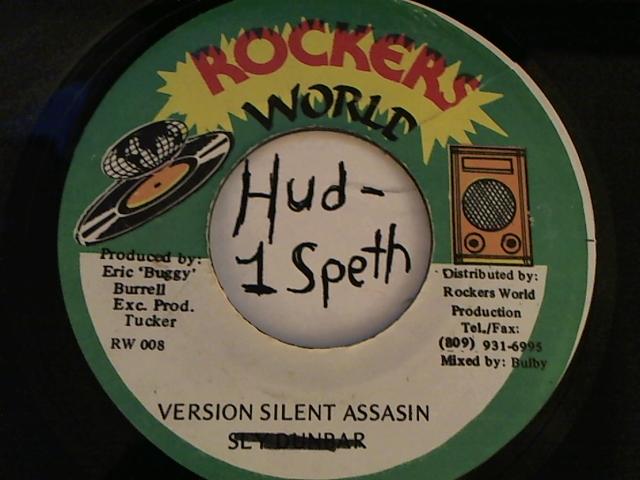 ROCKERS
WORLD
Hud-
1 Speth
Produced by:
Eric 'Buggy'
Burrell
Exc. Prod.
Tucker
RW 008
Distributed by:
Rockers World
Production
Tel./Fax:
(809) 931-6995
Mixed by: Bulby
VERSION SILENT ASSASIN
SLY DUNBAR